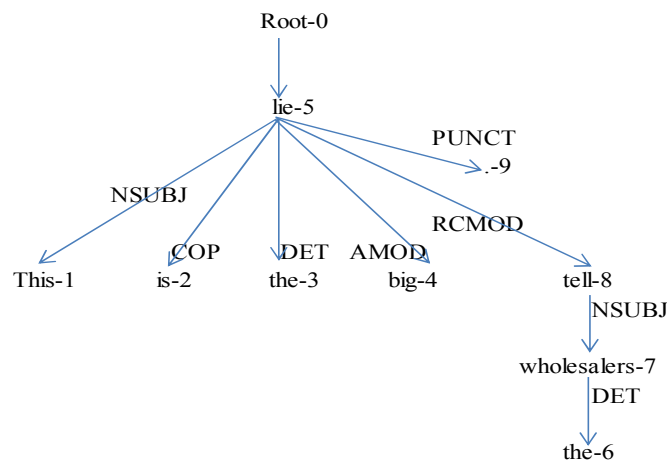 Root-0
lie-5
PUNCT
.-9
NSUBJ
RCMOD
COP
DET
AMOD
This-1
is-2
the-3
big-4
tell-8
NSUBJ
wholesalers-7
DET
the-6